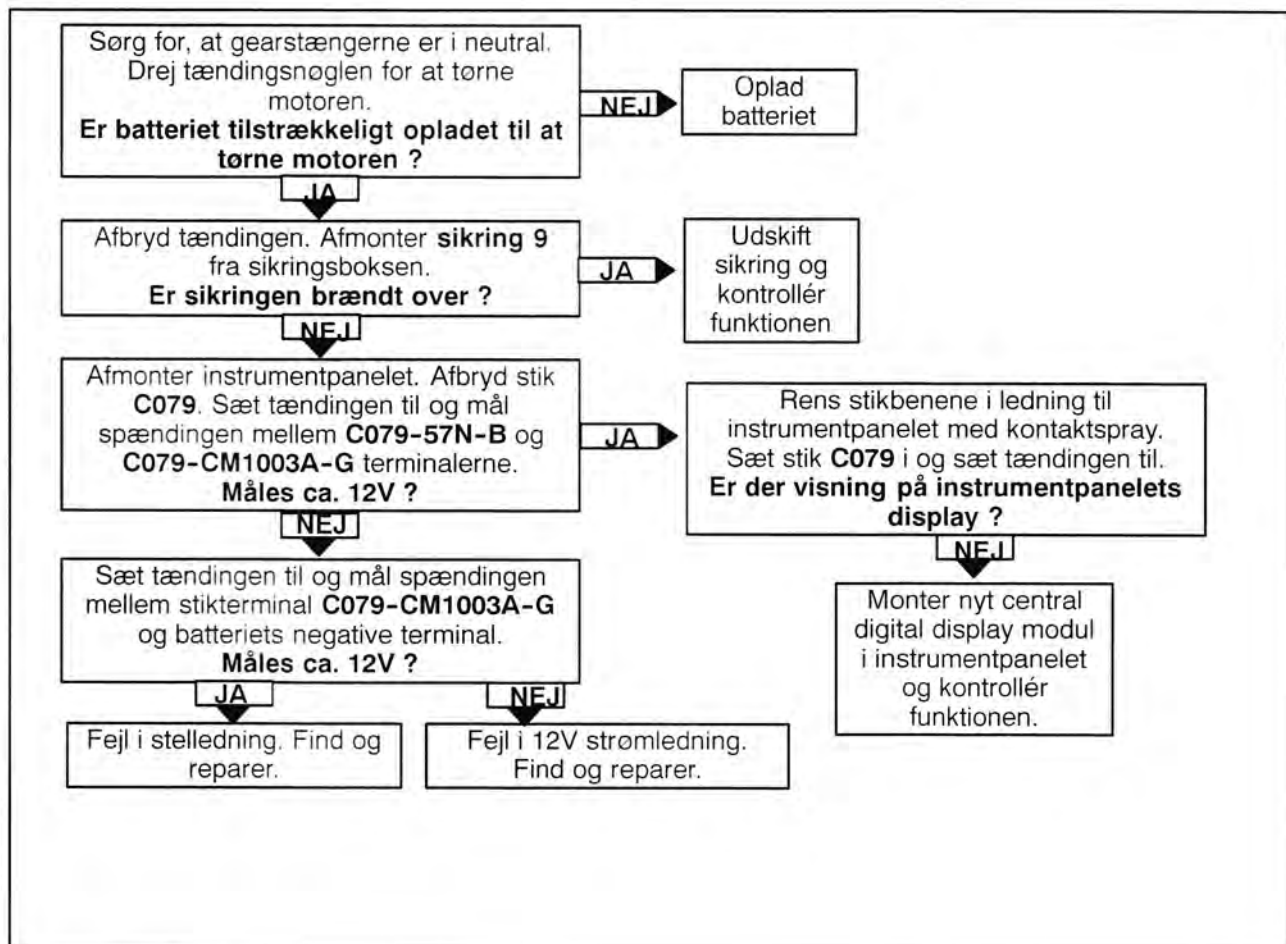 Sørg for, at gearstængerne er i neutral.
Drej tændingsnøglen for at tørne
motoren.
Er batteriet tilstrækkeligt opladet til at
tørne motoren ?
NEJ
Oplad
batteriet
JA
Afbryd tændingen. Afmonter sikring 9
fra sikringsboksen.
Er sikringen brændt over ?
JA
Udskift
sikring og
kontrollér
funktionen
NEJ
Afmonter instrumentpanelet. Afbryd stik
C079. Sæt tændingen til og mål
spændingen mellem C079-57N-B og
C079-CM1003A-G terminalerne.
Måles ca. 12V ?
JA
Rens stikbenene i ledning til
instrumentpanelet med kontaktspray.
Sæt stik C079 i og sæt tændingen til.
Er der visning på instrumentpanelets
display ?
NEJ
Monter nyt central
digital display modul
i instrumentpanelet
og kontrollér
funktionen.
NEJ
Sæt tændingen til og mål spændingen
mellem stikterminal C079-CM1003A-G
og batteriets negative terminal.
Måles ca. 12V ?
JA
NEJ
Fejl i stelledning. Find og
reparer.
Fejl i 12V strømledning.
Find og reparer.